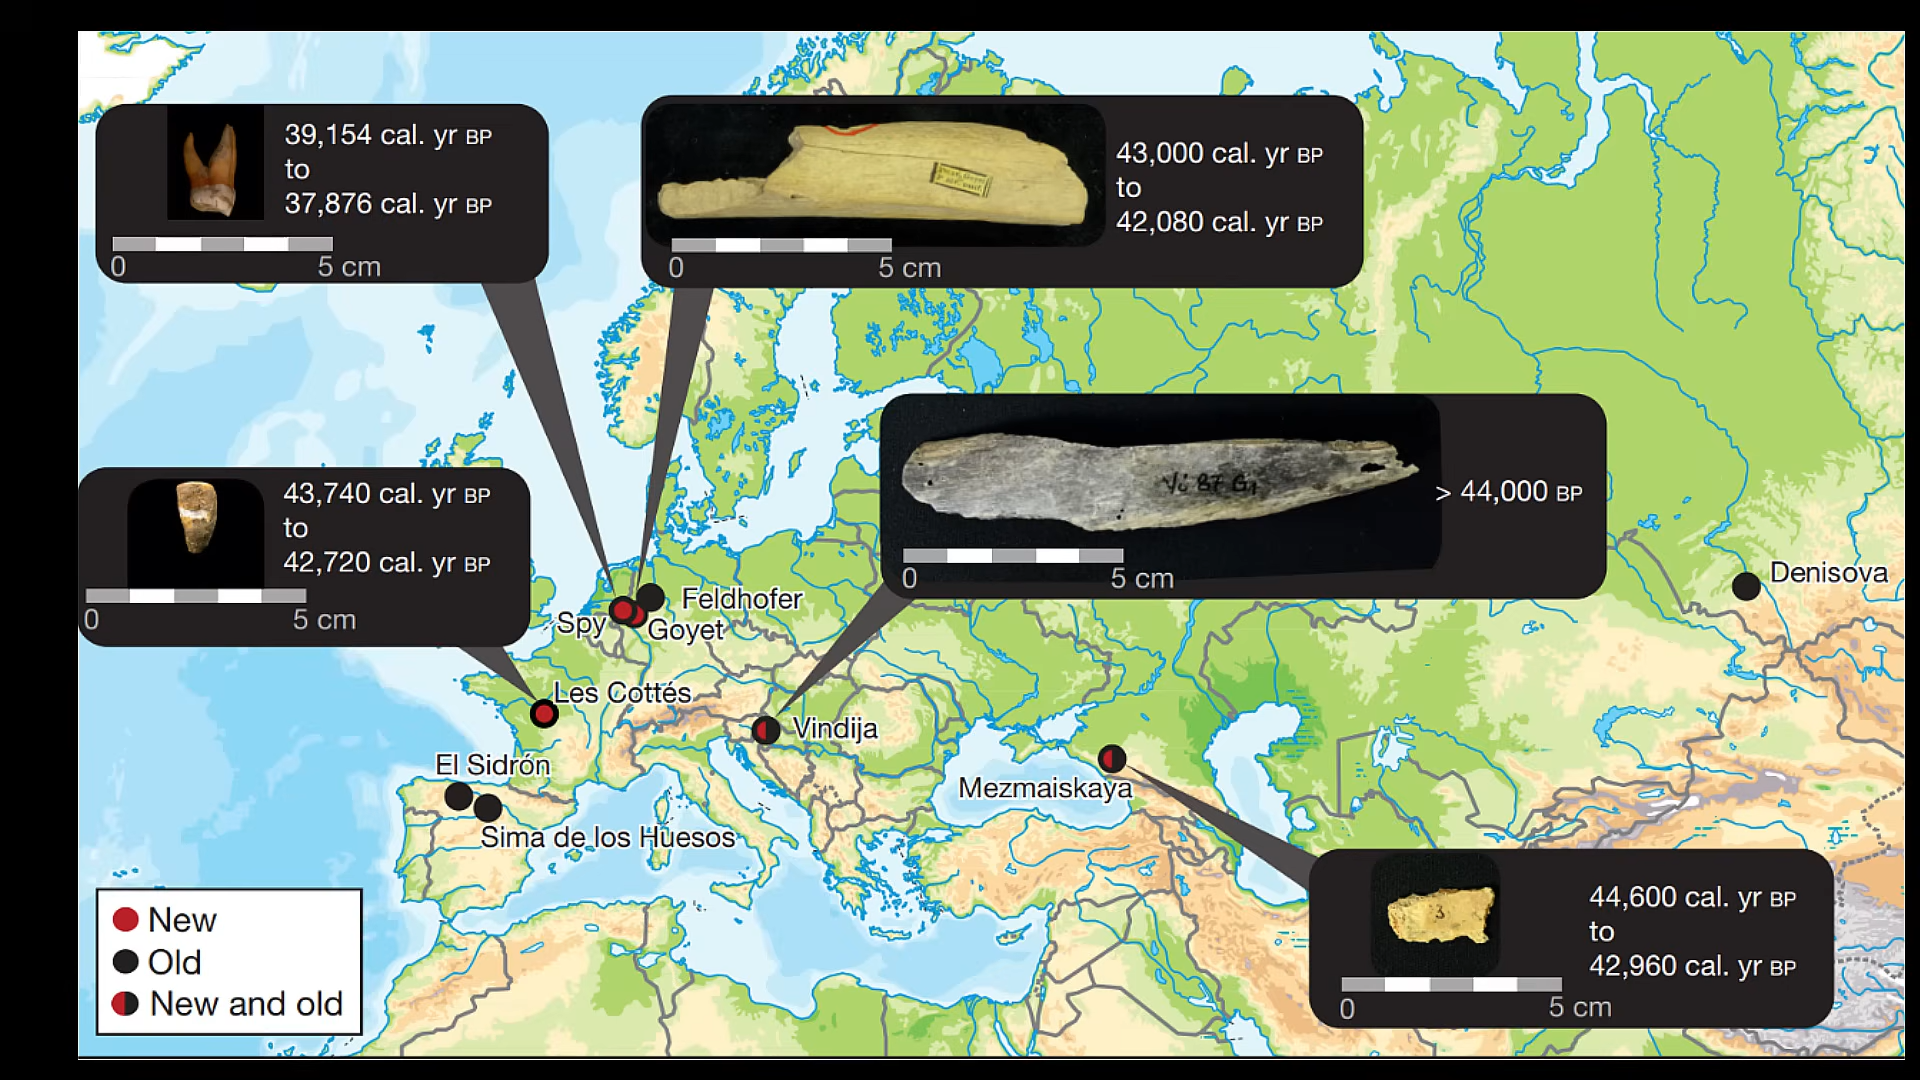 39,154 cal. yr BP
to
37,876 cal. yr BP
0 5 cm
43,000 cal. yr BP
to
42,080 cal. yr BP
0 5 cm
43,740 cal. yr BP
to
42,720 cal. yr BP
0 5 cm
Vi 87 G1
> 44,000 BP
0 5 cm
Denisova
Feldhofer
Spy
Goyet
Les Cottés
Vindija
El Sidrón
Mezmaiskaya
Sima de los Huesos
3
44,600 cal. yr BP
to
42,960 cal. yr BP
0 5 cm
New
Old
New and old